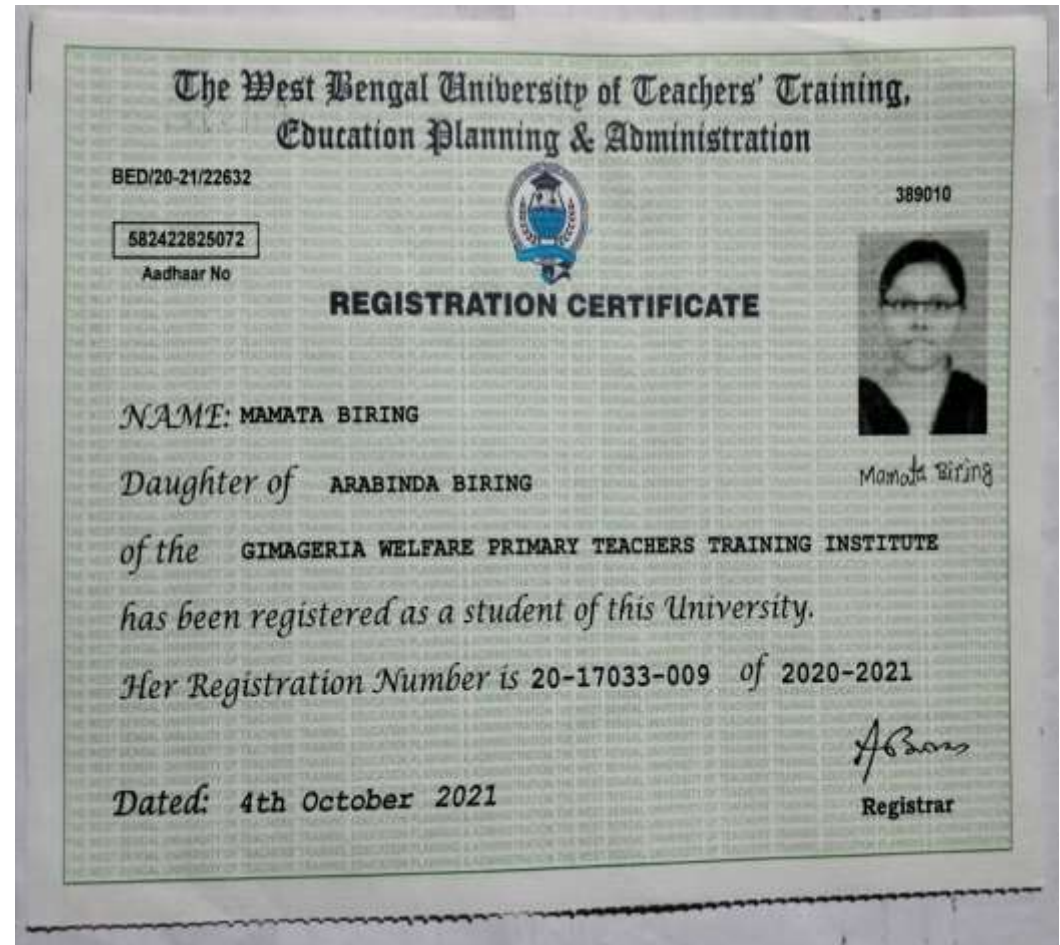 The West Bengal University of Teachers' Training,
Education Planning & Administration
BED/20-21/22632
389010
582422825072
Aadhaar No
REGISTRATION CERTIFICATE
NAME: MAMATA BIRING
Mamata Biring
Daughter of ARABINDA BIRING
of the GIMAGERIA WELFARE PRIMARY TEACHERS TRAINING INSTITUTE
has been registered as a student of this University.
Her Registration Number is 20-17033-009 of 2020-2021
Dated: 4th October 2021
Registrar